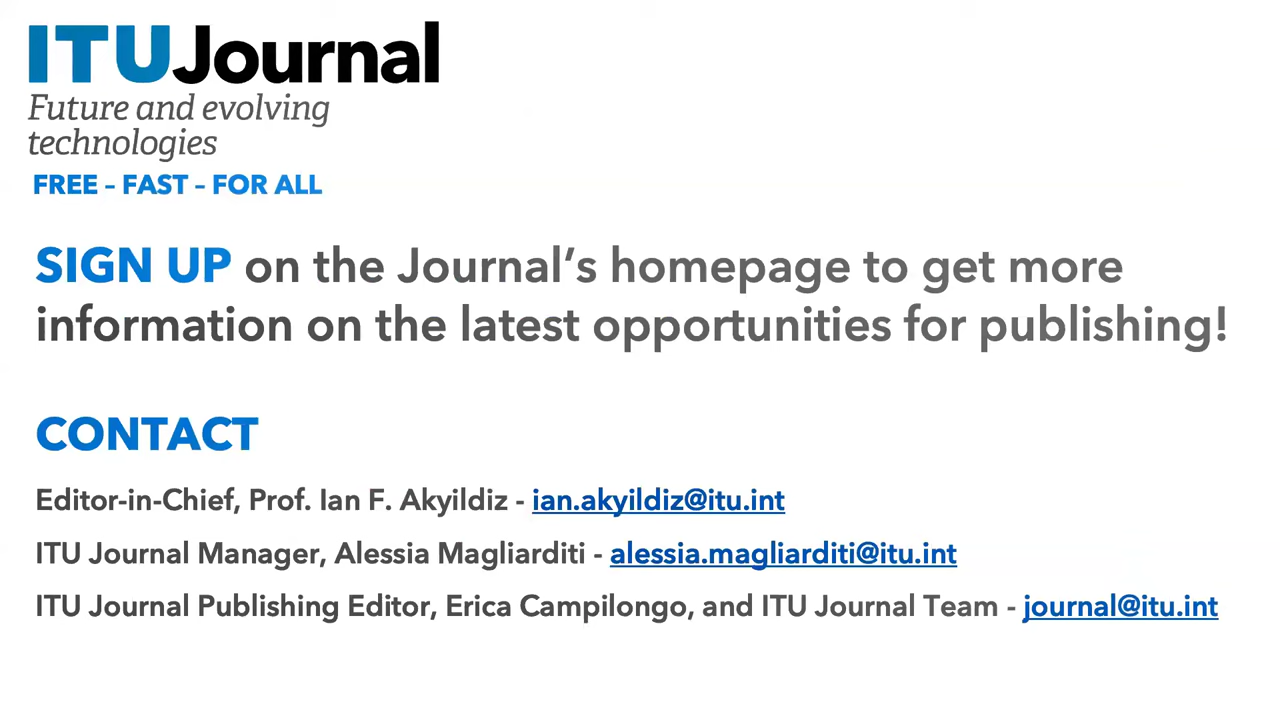 ITUJournal
Future and evolving
technologies
FREE – FAST – FOR ALL
SIGN UP on the Journal’s homepage to get more
information on the latest opportunities for publishing!
CONTACT
Editor-in-Chief, Prof. Ian F. Akyildiz - ian.akyildiz@itu.int
ITU Journal Manager, Alessia Magliarditi - alessia.magliarditi@itu.int
ITU Journal Publishing Editor, Erica Campilongo, and ITU Journal Team - journal@itu.int